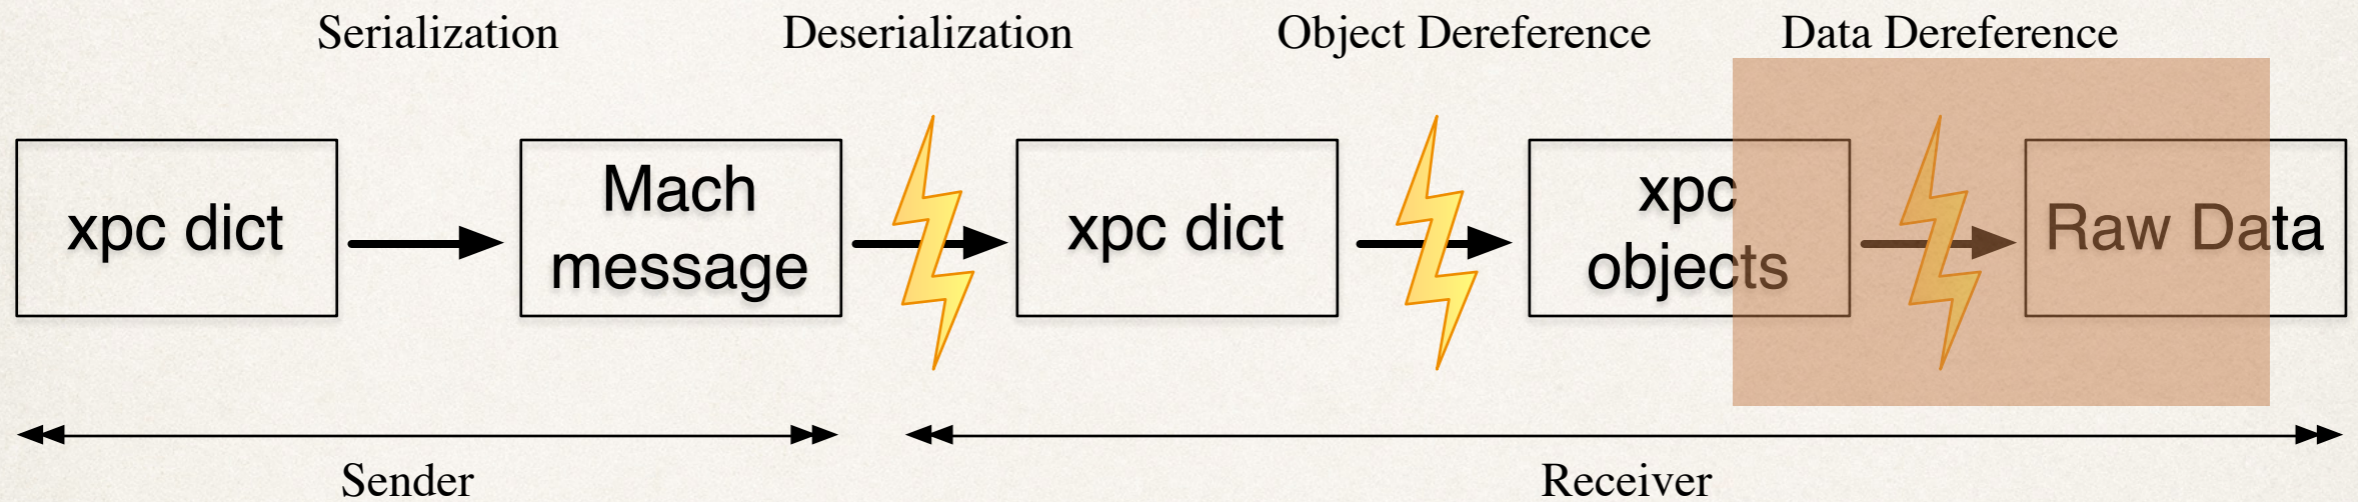 Serialization
Deserialization
Object Dereference
Data Dereference
xpc dict
Mach
message
xpc dict
xpc
objects
Raw Data
Sender
Receiver